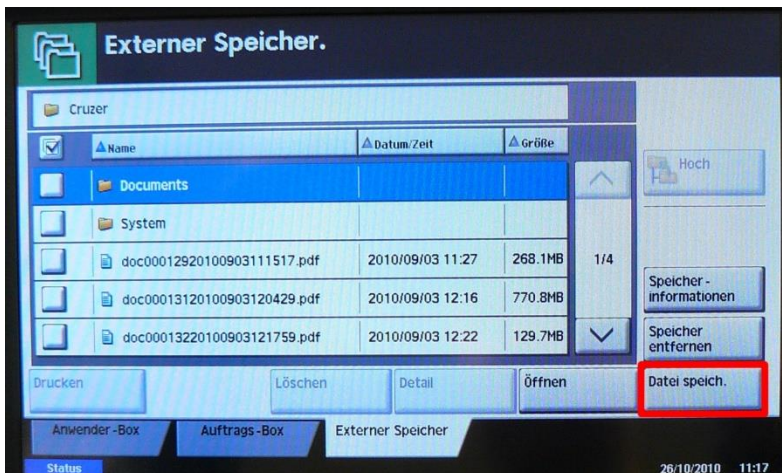 Externer Speicher.
Cruzer
Name Datum/Zeit Größe
Documents
Hoch
System
doc00012920100903111517.pdf 2010/09/03 11:27 268.1MB 1/4
doc00013120100903120429.pdf 2010/09/03 12:16 770.8MB
Speicher-
informationen
doc00013220100903121759.pdf 2010/09/03 12:22 129.7MB
Speicher
entfernen
Drucken Löschen Detail Öffnen Datei speich.
Anwender-Box Auftrags-Box Externer Speicher
Status 26/10/2010 11:17